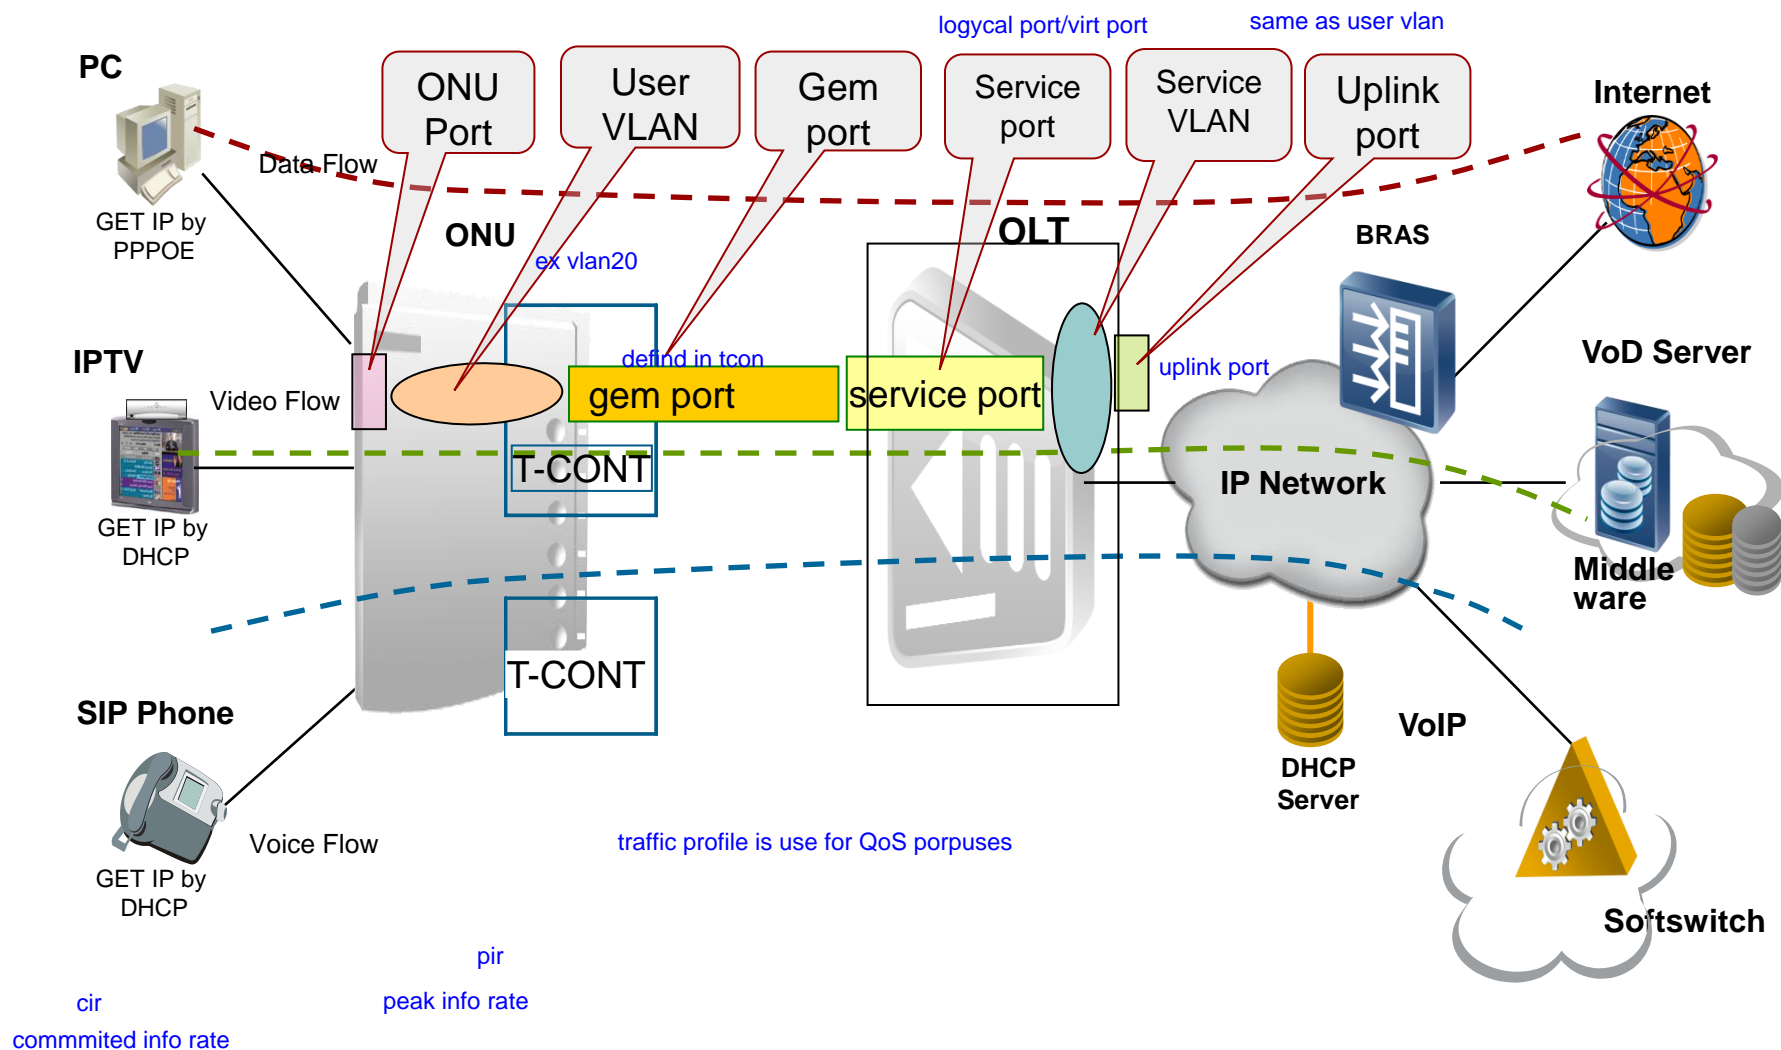 logycal port/virt port
same as user vlan
PC
ONU
Port
User
VLAN
Gem
port
Service
port
Service
VLAN
Uplink
port
Internet
Data Flow
GET IP by
PPPOE
ONU
OLT
BRAS
ex vlan20
IPTV
defind in tcon
uplink port
VoD Server
Video Flow
gem port
service port
T-CONT
IP Network
GET IP by
DHCP
Middle
ware
T-CONT
SIP Phone
VoIP
DHCP
Server
Voice Flow
traffic profile is use for QoS porpuses
GET IP by
DHCP
Softswitch
pir
cir
peak info rate
commmited info rate